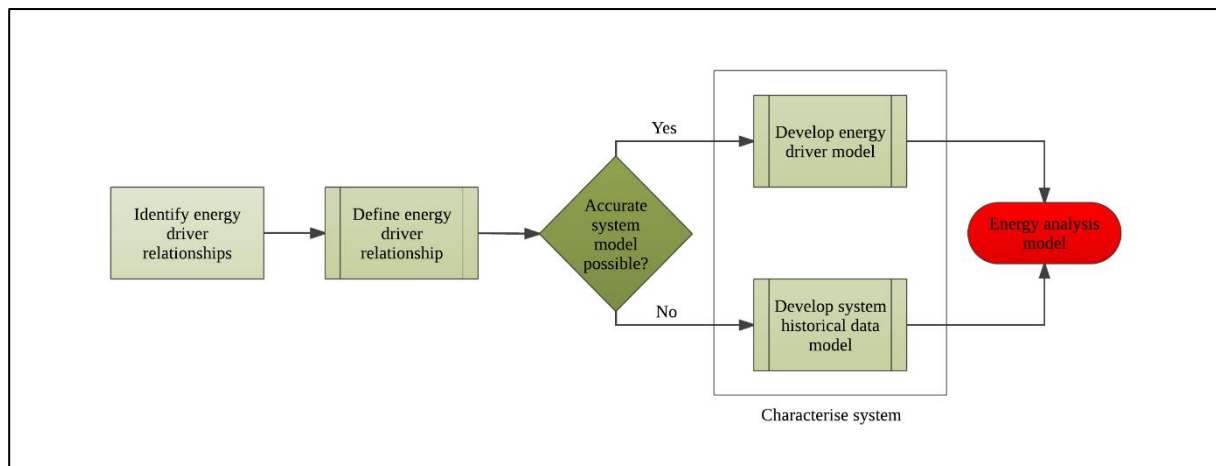 Identify energy
driver
relationships
Define energy
driver
relationship
Accurate
system
model
possible?
Yes
No
Develop energy
driver model
Develop system
historical data
model
Characterise system
Energy analysis
model